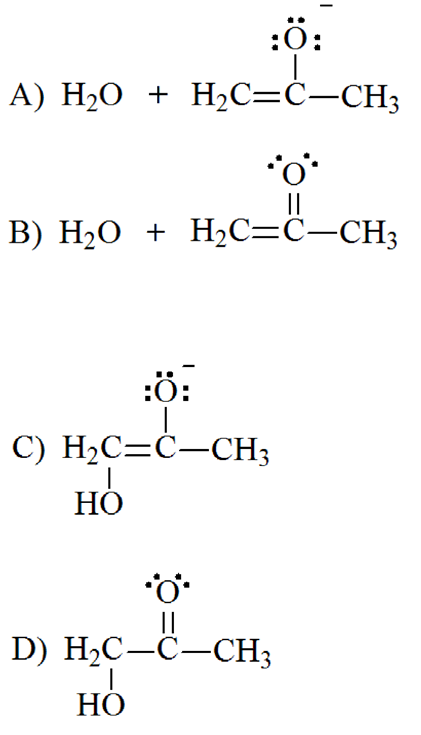 :Ö:⁻
A) H₂O + H₂C=C—CH₃
Ö
B) H₂O + H₂C=C—CH₃
:Ö:⁻
C) H₂C=C—CH₃
HO
Ö
D) H₂C—C—CH₃
HO